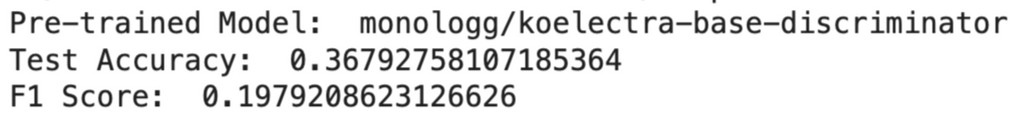 Pre-trained Model:  monologg/koelectra-base-discriminator
Test Accuracy:  0.36792758107185364
F1 Score:  0.1979208623126626